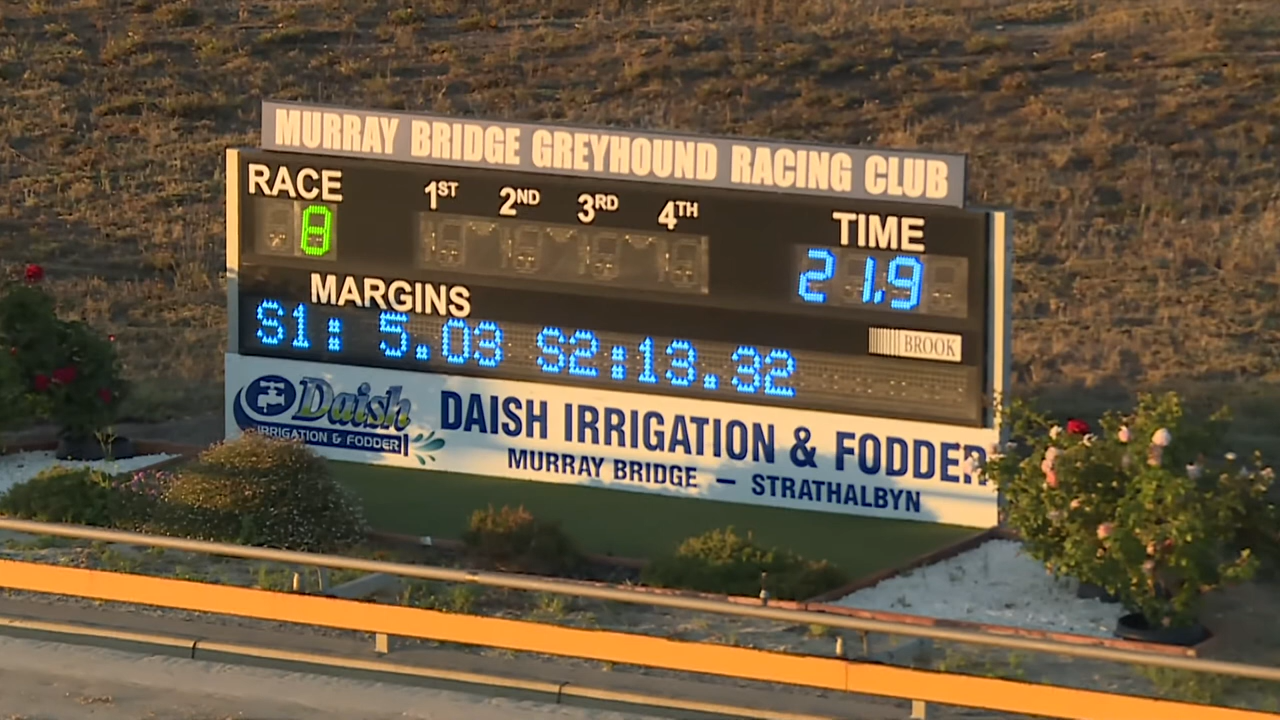 MURRAY BRIDGE GREYHOUND RACING CLUB
RACE 1ST 2ND 3RD 4TH TIME
8 21.9
MARGINS
S1: 5.03 S2:13.32
BROOK
Daish
IRRIGATION & FODDER
DAISH IRRIGATION & FODDER
MURRAY BRIDGE — STRATHALBYN